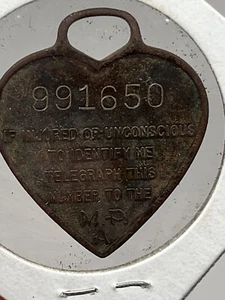 991650
IF INJURED OR UNCONSCIOUS
TO IDENTIFY ME
TELEGRAPH THIS
NUMBER TO THE
M.P.
A.